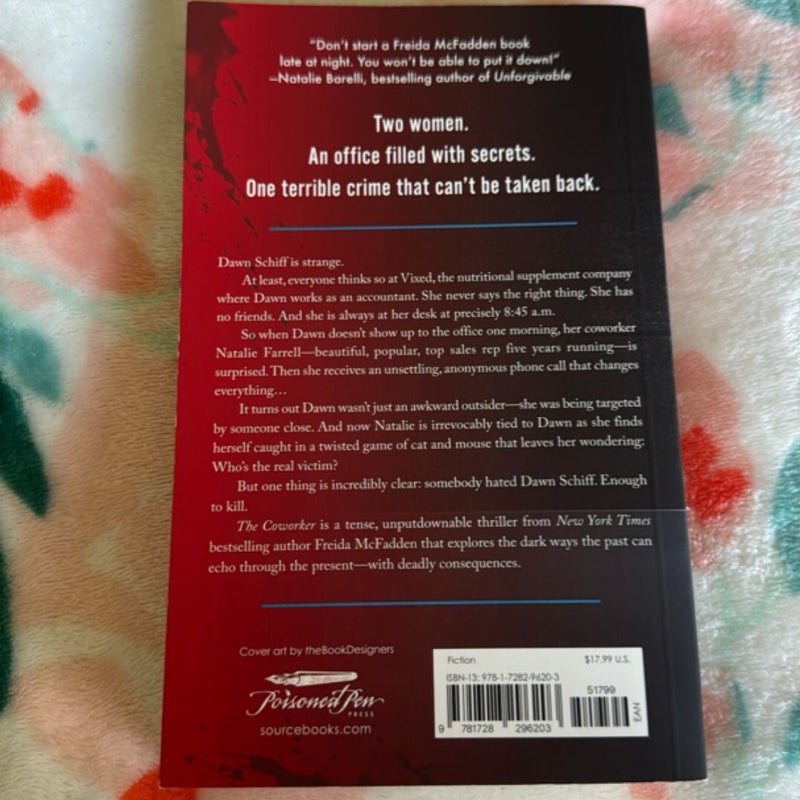 "Don't start a Freida McFadden book
late at night. You won't be able to put it down!"
—Natalie Barelli, bestselling author of Unforgivable
Two women.
An office filled with secrets.
One terrible crime that can't be taken back.
Dawn Schiff is strange.
At least, everyone thinks so at Vixed, the nutritional supplement company
where Dawn works as an accountant. She never says the right thing. She has
no friends. And she is always at her desk at precisely 8:45 a.m.
So when Dawn doesn't show up to the office one morning, her coworker
Natalie Farrell—beautiful, popular, top sales rep five years running—is
surprised. Then she receives an unsettling, anonymous phone call that changes
everything…
It turns out Dawn wasn't just an awkward outsider—she was being targeted
by someone close. And now Natalie is irrevocably tied to Dawn as she finds
herself caught in a twisted game of cat and mouse that leaves her wondering:
Who's the real victim?
But one thing is incredibly clear: somebody hated Dawn Schiff. Enough
to kill.
The Coworker is a tense, unputdownable thriller from New York Times
bestselling author Freida McFadden that explores the dark ways the past can
echo through the present—with deadly consequences.
Cover art by theBookDesigners
Poisoned Pen
PRESS
sourcebooks.com
Fiction $17.99 U.S.
ISBN-13: 978-1-7282-9620-3
51799
9 781728 296203
EAN